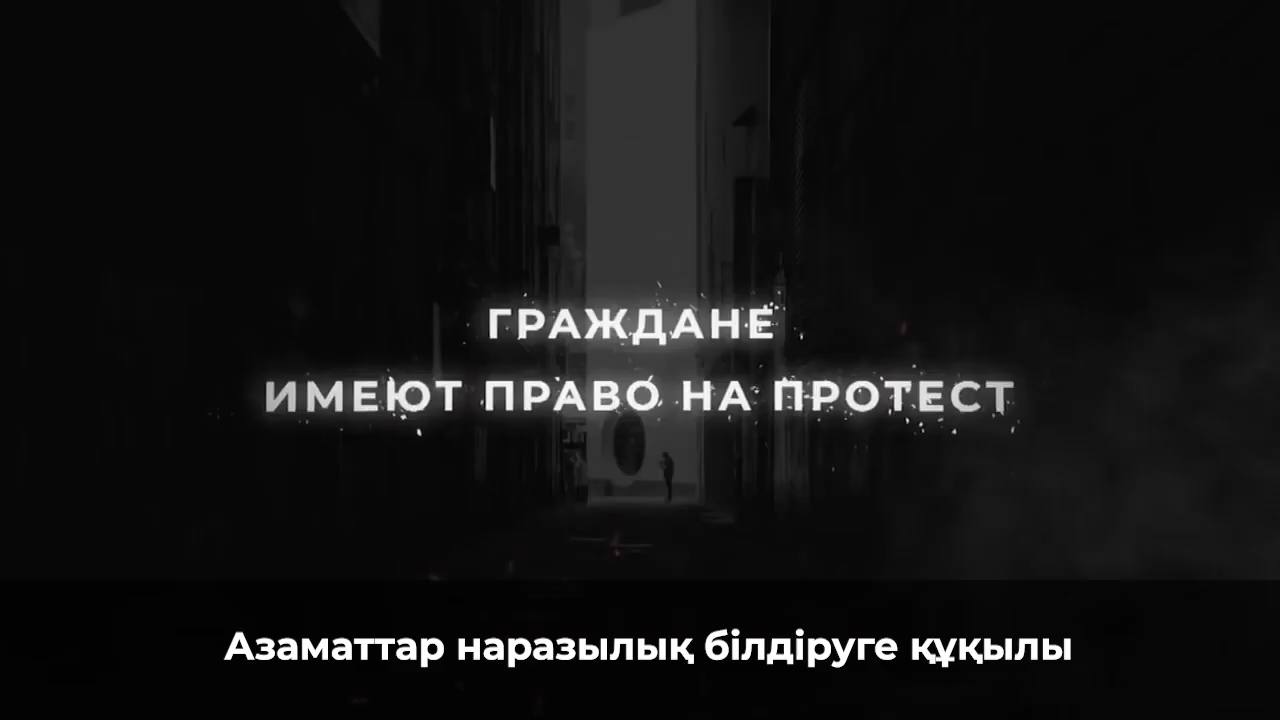 ГРАЖДАНЕ
ИМЕЮТ ПРАВО НА ПРОТЕСТ
Азаматтар наразылық білдіруге құқылы